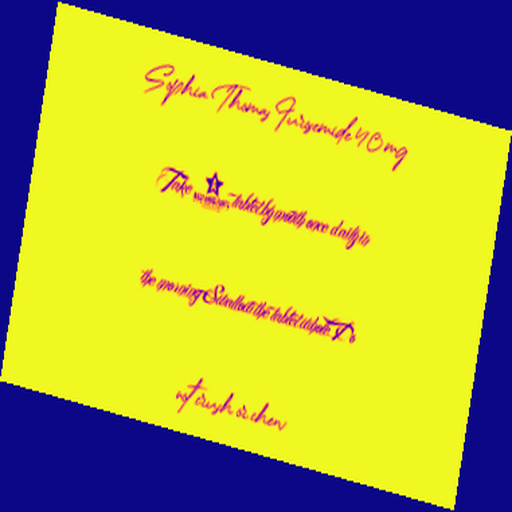 Sophia Thomas Furosemide 40 mg
Take tablet by mouth once daily in
the morning Swallow the tablet whole. Do
not crush or chew